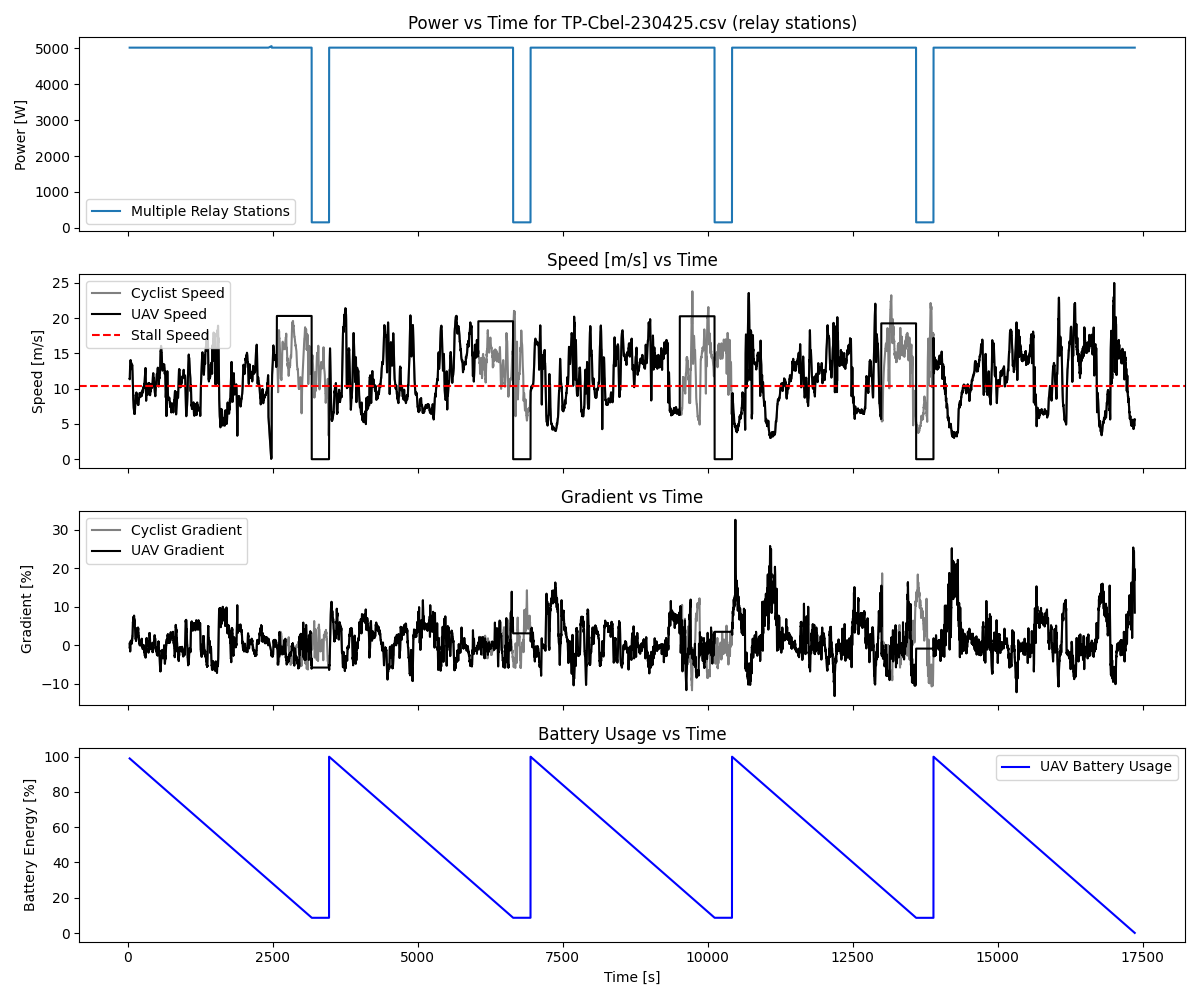 Power vs Time for TP-Cbel-230425.csv (relay stations)
5000
4000
3000
2000
1000
0
Power [W]
Multiple Relay Stations
Speed [m/s] vs Time
25
20
15
10
5
0
Speed [m/s]
Cyclist Speed
UAV Speed
Stall Speed
Gradient vs Time
30
20
10
0
−10
Gradient [%]
Cyclist Gradient
UAV Gradient
Battery Usage vs Time
100
80
60
40
20
0
Battery Energy [%]
UAV Battery Usage
0 2500 5000 7500 10000 12500 15000 17500
Time [s]